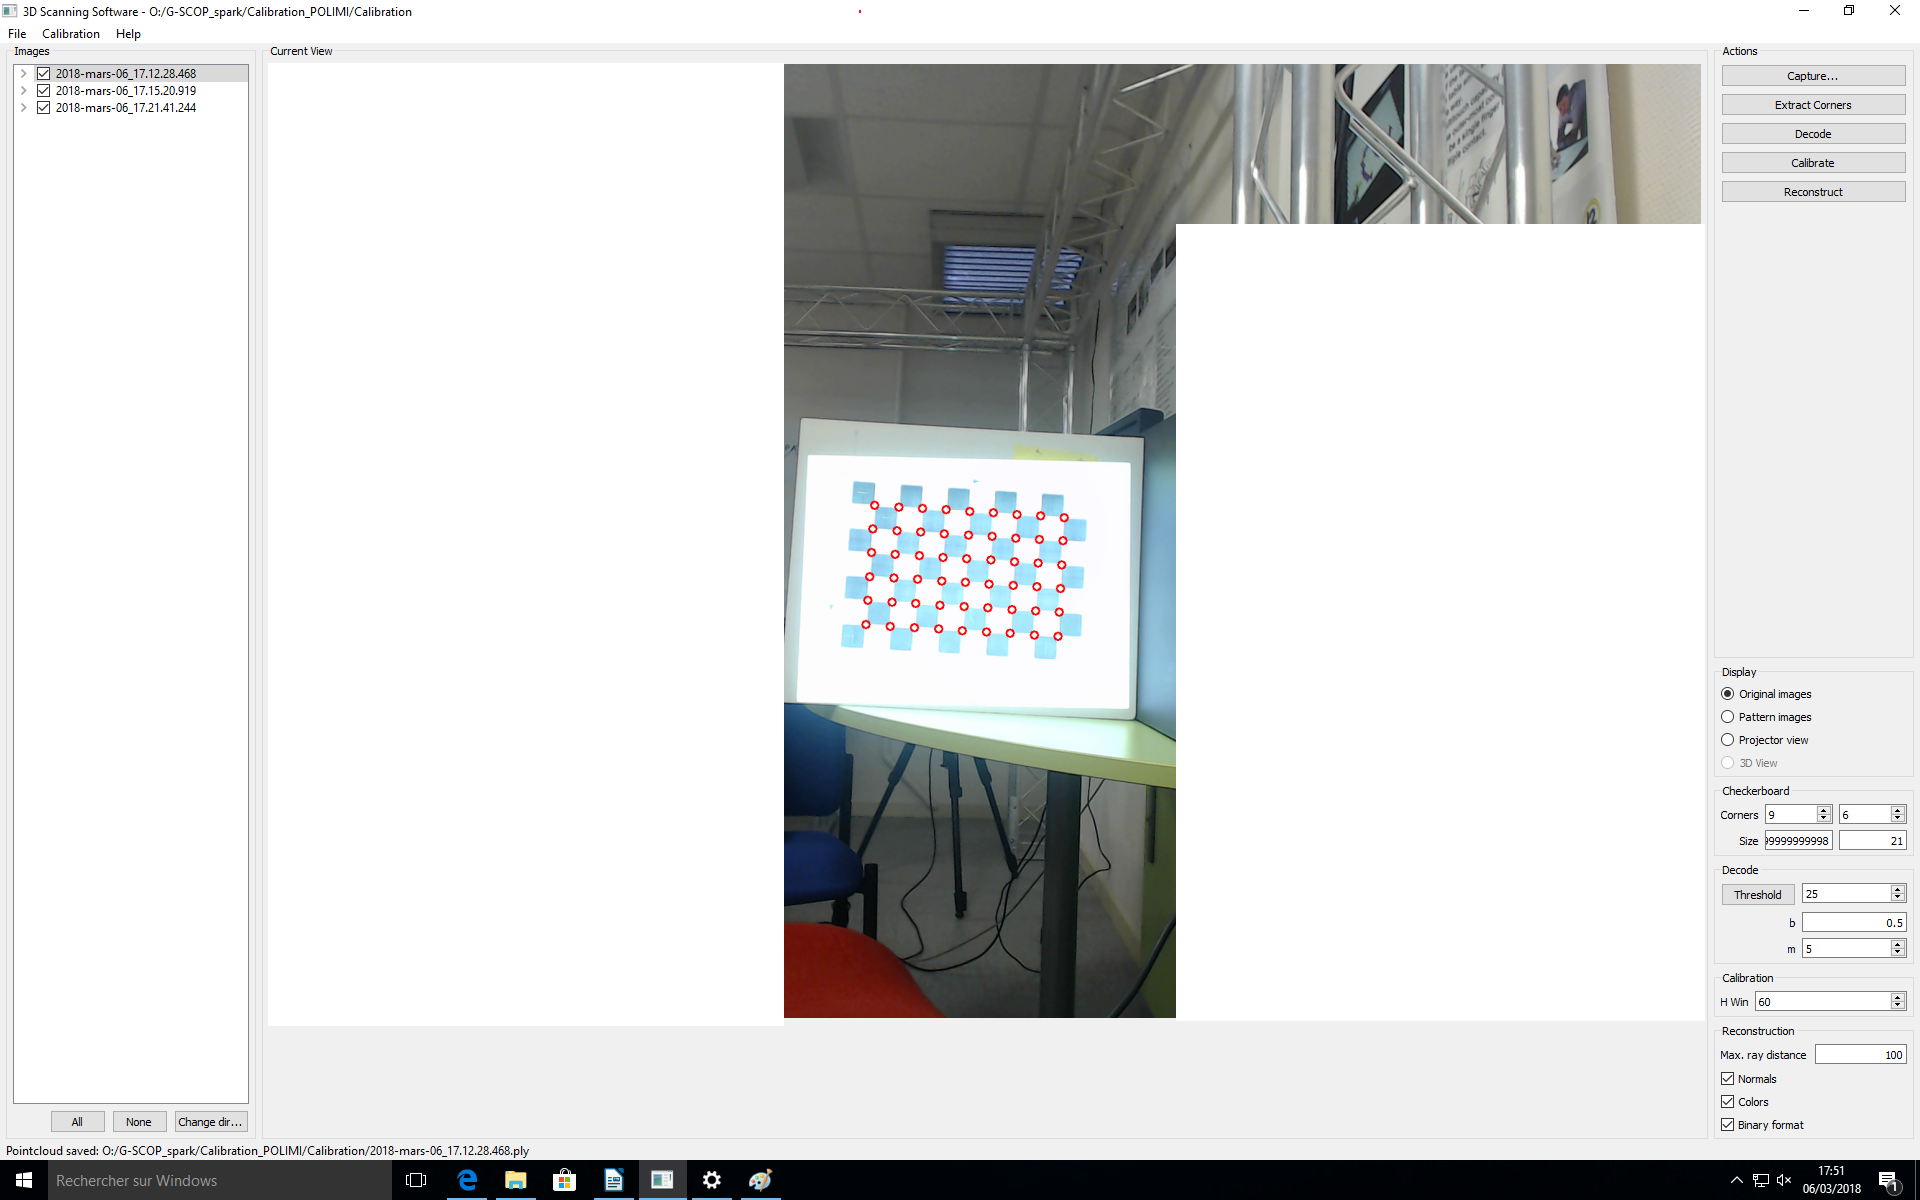 3D Scanning Software - O:/G-SCOP_spark/Calibration_POLIMI/Calibration
File Calibration Help
Images
2018-mars-06_17.12.28.468
2018-mars-06_17.15.20.919
2018-mars-06_17.21.41.244
All None Change dir...
Current View
Actions
Capture...
Extract Corners
Decode
Calibrate
Reconstruct
Display
Original images
Pattern images
Projector view
3D View
Checkerboard
Corners 9 6
Size 99999999998 21
Decode
Threshold 25
b 0.5
m 5
Calibration
H Win 60
Reconstruction
Max. ray distance 100
Normals
Colors
Binary format
Pointcloud saved: O:/G-SCOP_spark/Calibration_POLIMI/Calibration/2018-mars-06_17.12.28.468.ply
Rechercher sur Windows
17:51
06/03/2018
1